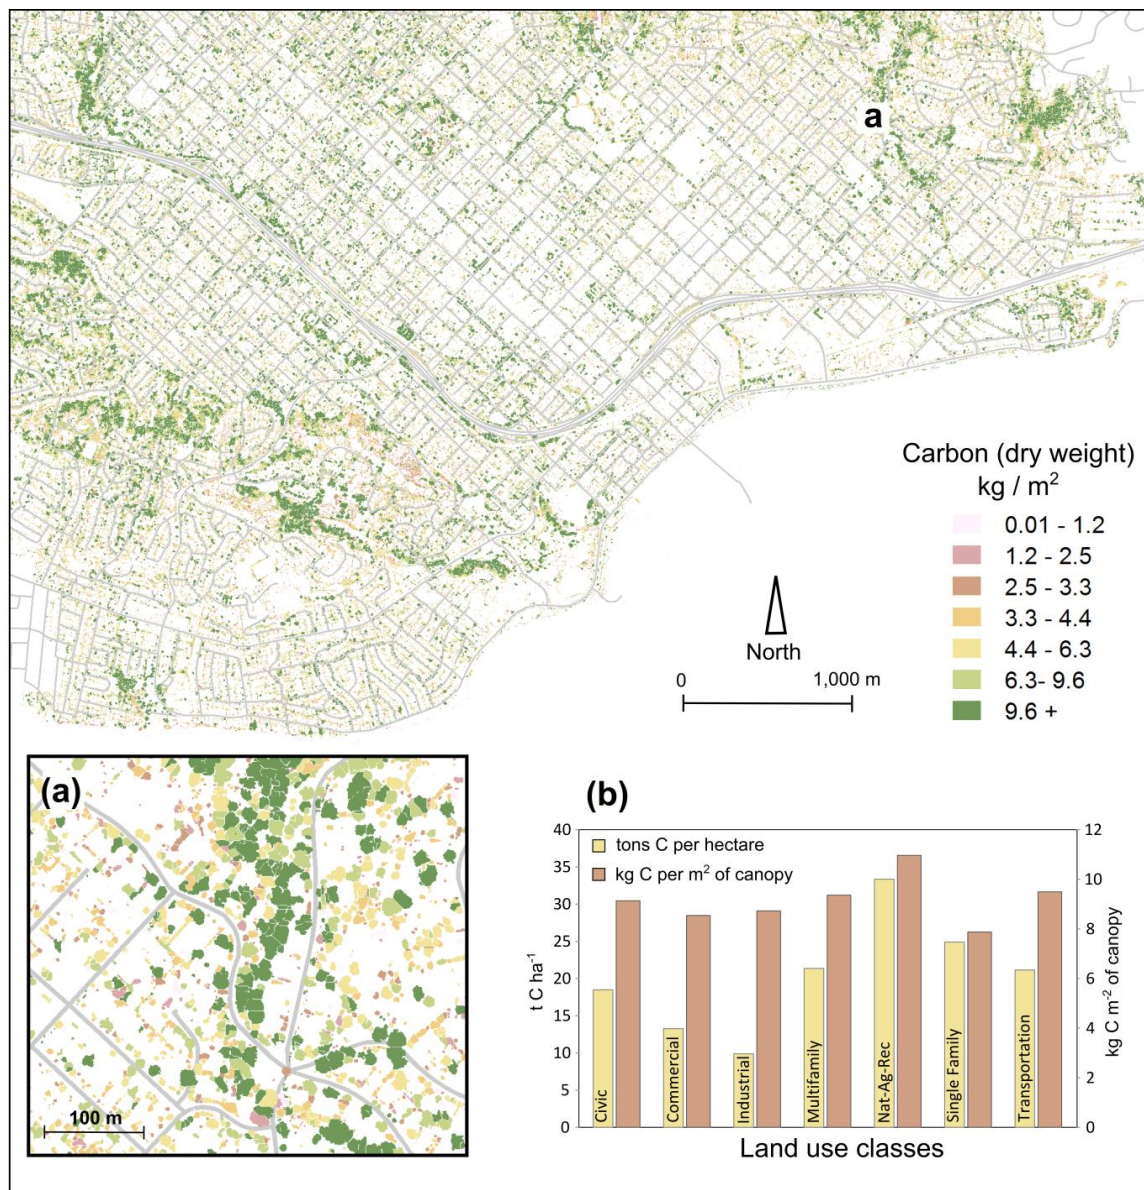 a
Carbon (dry weight)
kg / m²
0.01 - 1.2
1.2 - 2.5
2.5 - 3.3
3.3 - 4.4
4.4 - 6.3
6.3- 9.6
9.6 +
North
0 1,000 m
(a)
100 m
(b)
tons C per hectare
kg C per m² of canopy
t C ha⁻¹
40
35
30
25
20
15
10
5
0
Civic
Commercial
Industrial
Multifamily
Nat-Ag-Rec
Single Family
Transportation
12
10
8
6
4
2
0
kg C m⁻² of canopy
Land use classes